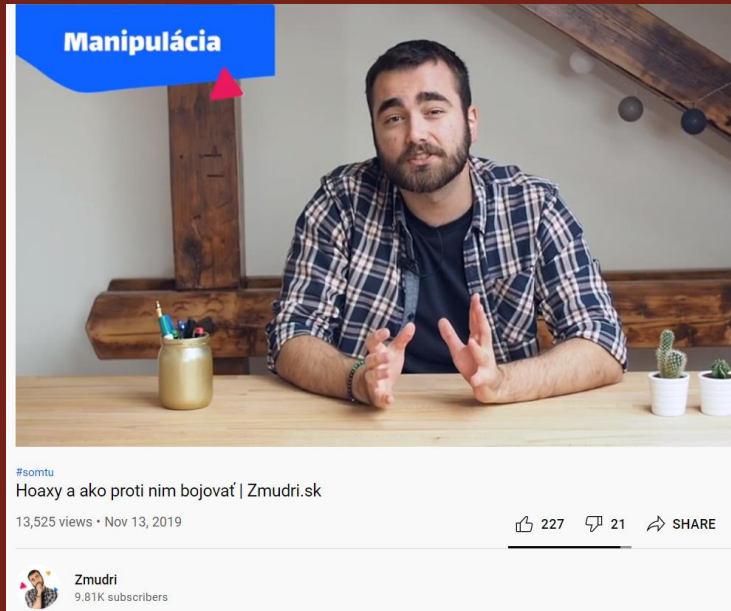 Manipulácia
#somtu
Hoaxy a ako proti nim bojovať | Zmudri.sk
13,525 views • Nov 13, 2019
227 21 SHARE
Zmudri
9.81K subscribers